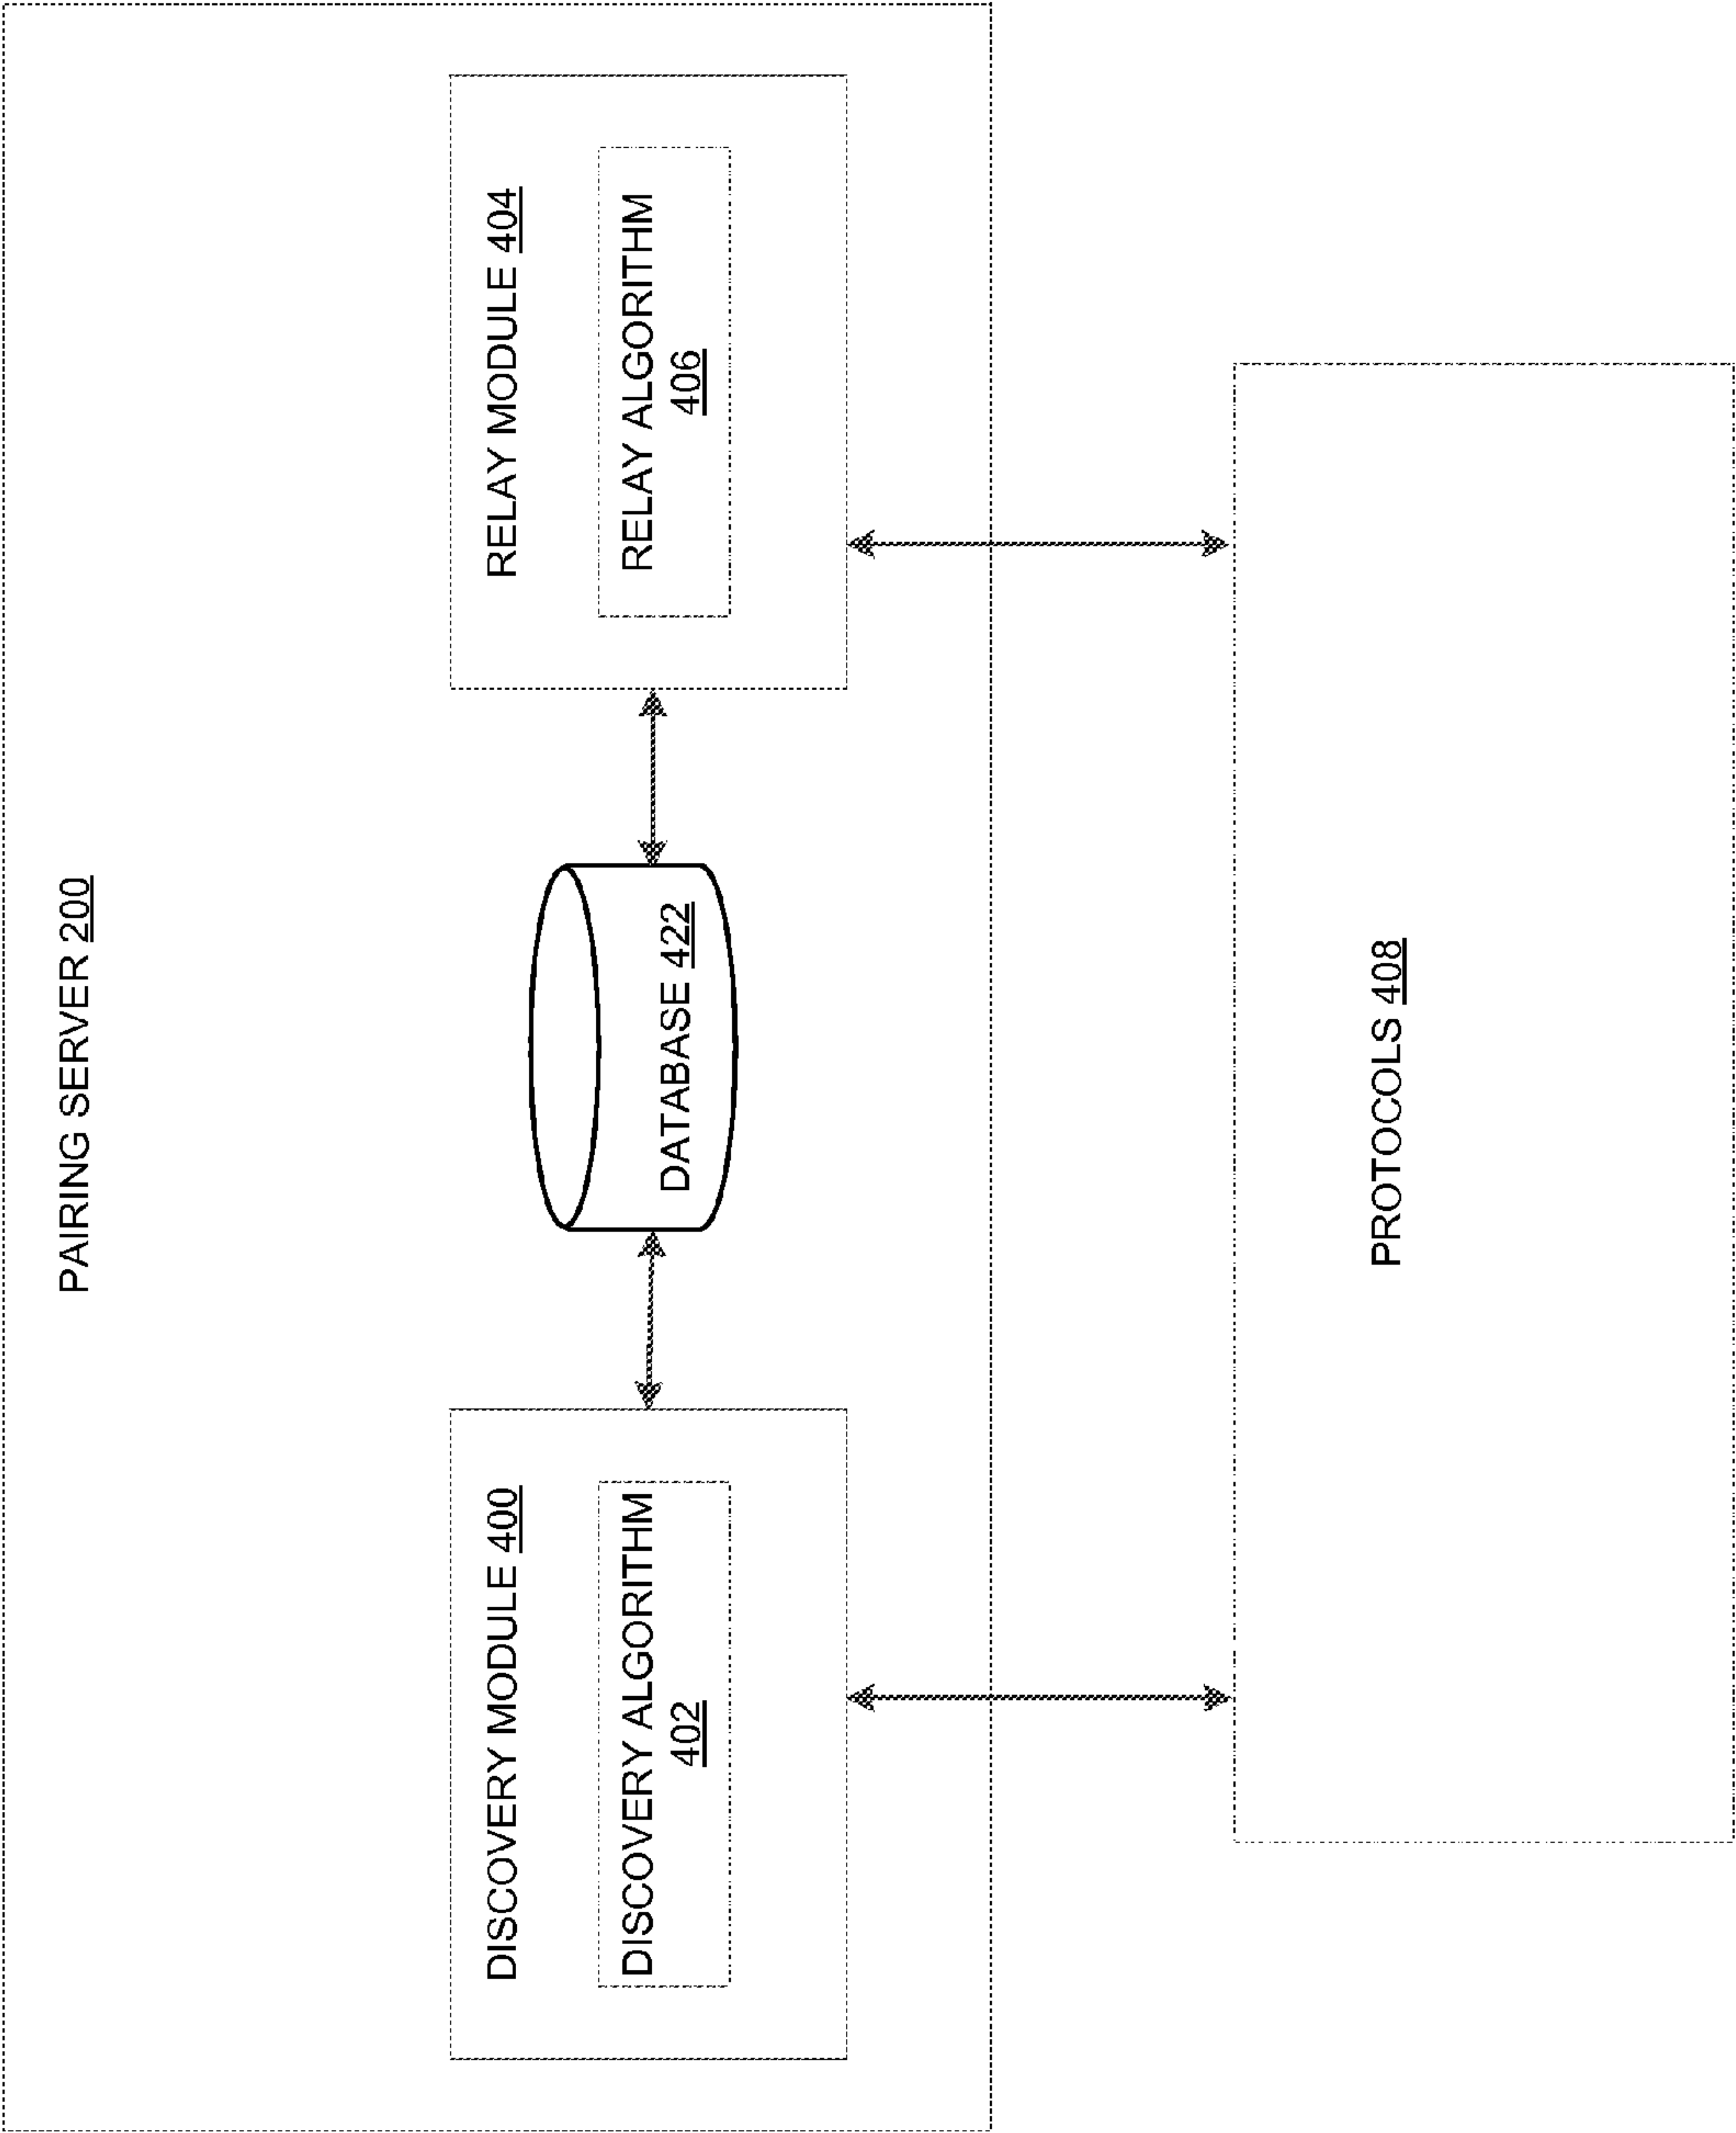 PAIRING SERVER 200
DISCOVERY MODULE 400
DISCOVERY ALGORITHM
402
DATABASE 422
RELAY MODULE 404
RELAY ALGORITHM
406
PROTOCOLS 408